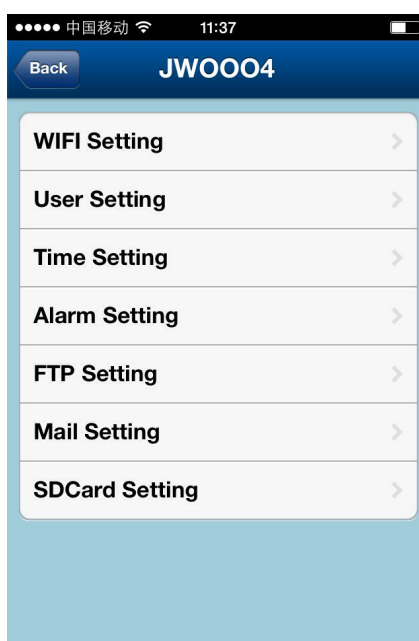 中国移动 11:37
Back JWOOO4
WIFI Setting
User Setting
Time Setting
Alarm Setting
FTP Setting
Mail Setting
SDCard Setting